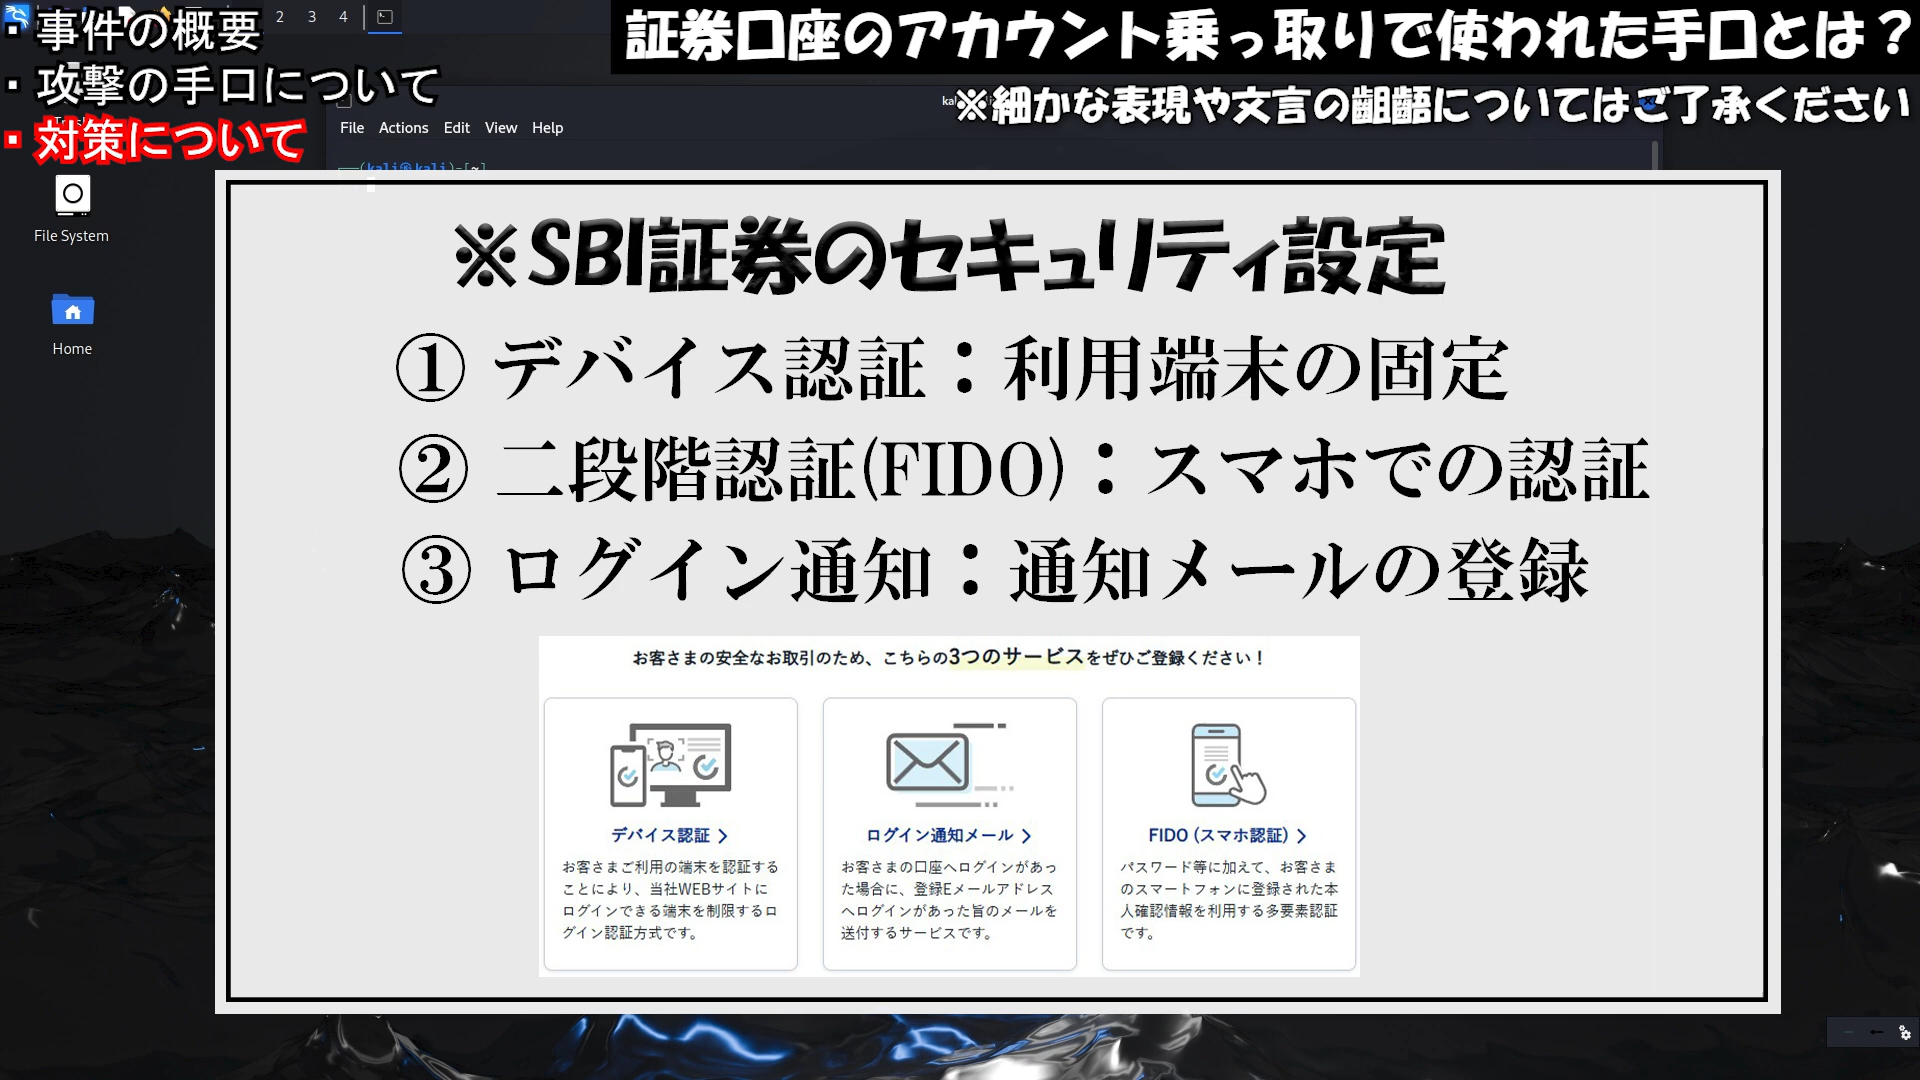 ・事件の概要
・攻撃の手口について
・対策について
2 3 4
証券口座のアカウント乗っ取りで使われた手口とは？
※細かな表現や文言の齟齬についてはご了承ください
File Actions Edit View Help
(kali㉿kali)-[~]
File System
Home
※SBI証券のセキュリティ設定
① デバイス認証：利用端末の固定
② 二段階認証(FIDO)：スマホでの認証
③ ログイン通知：通知メールの登録
お客さまの安全なお取引のため、こちらの3つのサービスをぜひご登録ください！
デバイス認証 >
お客さまご利用の端末を認証する
ことにより、当社WEBサイトに
ログインできる端末を制限するロ
グイン認証方式です。
ログイン通知メール >
お客さまの口座へログインがあっ
た場合に、登録Eメールアドレス
へログインがあった旨のメールを
送付するサービスです。
FIDO (スマホ認証) >
パスワード等に加えて、お客さま
のスマートフォンに登録された本
人確認情報を利用する多要素認証
です。